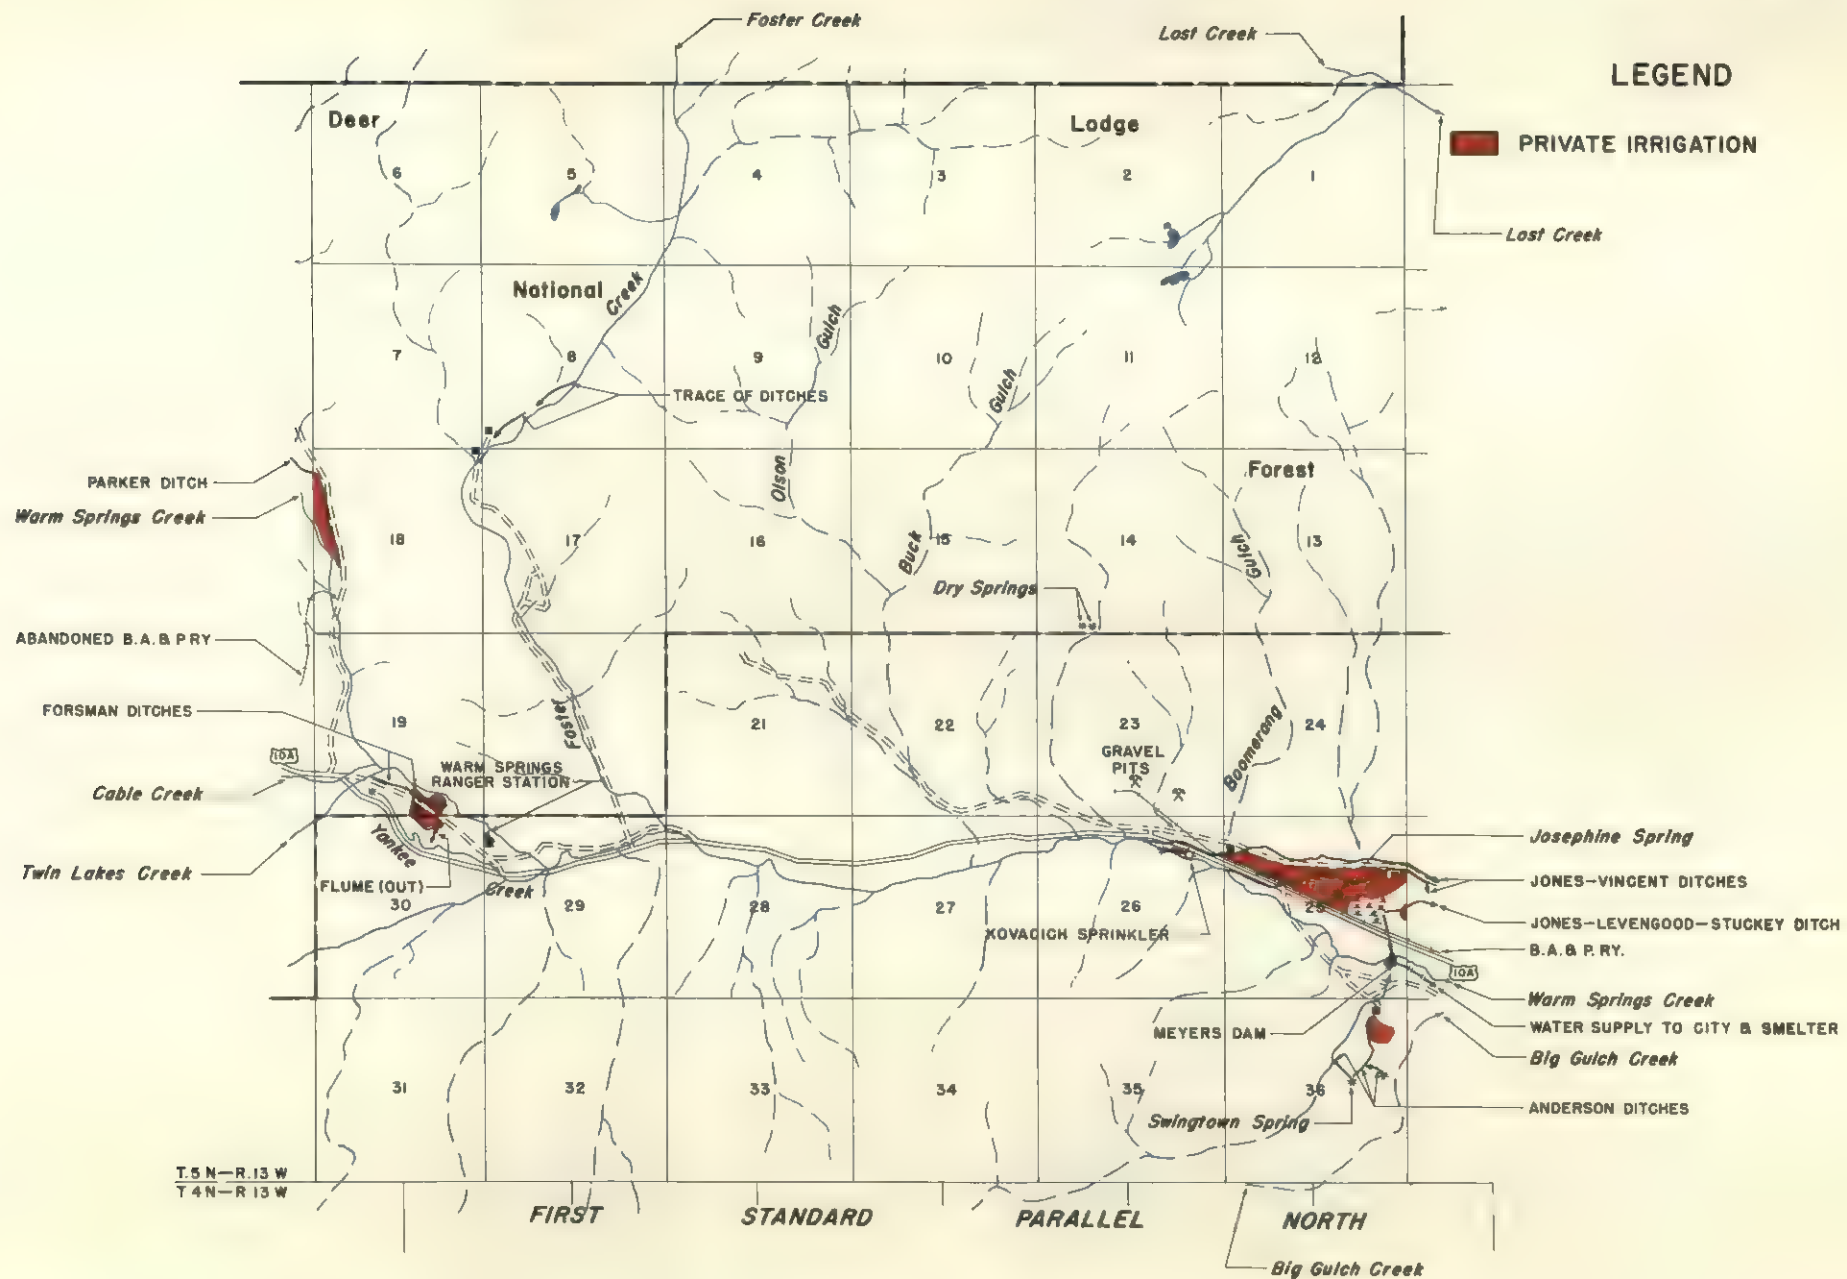 Foster Creek
Lost Creek
LEGEND
PRIVATE IRRIGATION
Deer
Lodge
6
5
4
3
2
1
Lost Creek
National
Creek
Gulch
7
8
9
10
11
12
TRACE OF DITCHES
Gulch
Olson
Forest
PARKER DITCH
Warm Springs Creek
18
17
16
15
14
13
Buck
Gulch
Dry Springs
ABANDONED B.A.& P RY
FORSMAN DITCHES
19
Foster
21
22
23
24
10A
WARM SPRINGS
RANGER STATION
GRAVEL
PITS
Boomerang
Cable Creek
Yankee
Twin Lakes Creek
FLUME (OUT)
Creek
30
29
28
27
26
25
KOVACICH SPRINKLER
Josephine Spring
JONES-VINCENT DITCHES
JONES-LEVENGOOD-STUCKEY DITCH
B.A.& P. RY.
10A
Warm Springs Creek
MEYERS DAM
WATER SUPPLY TO CITY & SMELTER
Big Gulch Creek
31
32
33
34
35
36
ANDERSON DITCHES
Swingtown Spring
T.5 N-R.13 W
T 4N-R 13 W
FIRST STANDARD PARALLEL NORTH
Big Gulch Creek